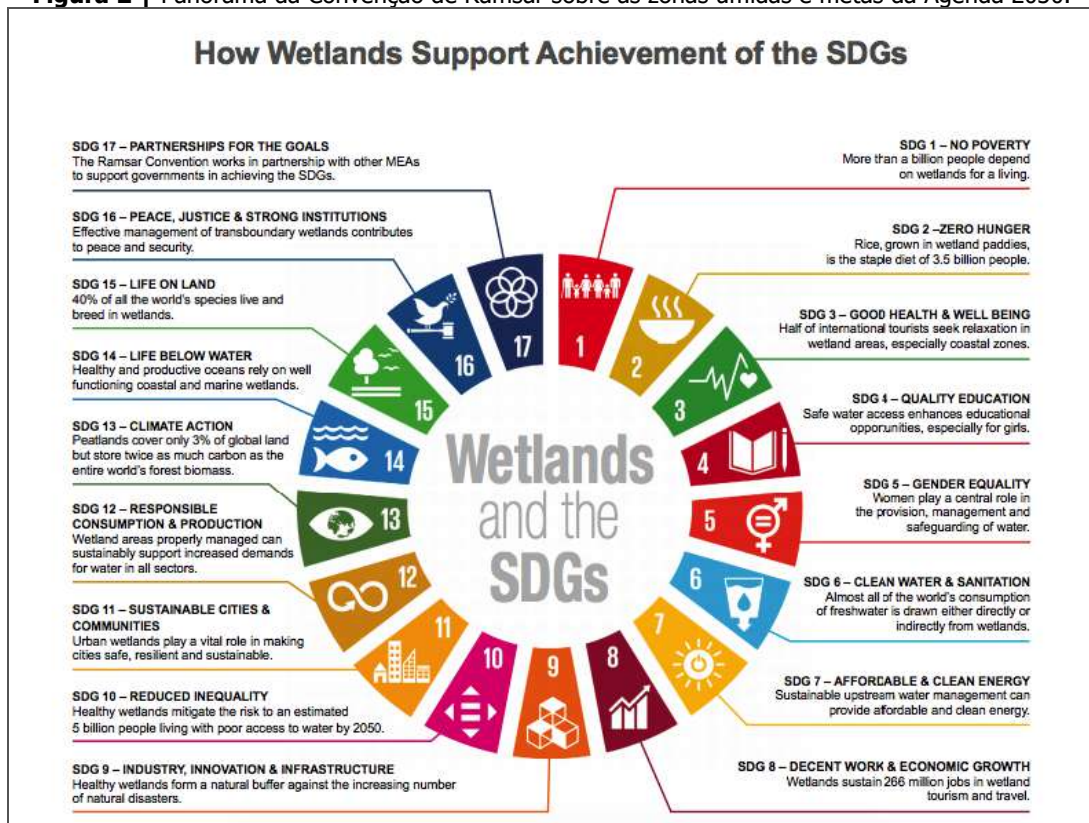 Figura 2 | Panorama da Convenção de Ramsar sobre as zonas úmidas e metas da Agenda 2030.
How Wetlands Support Achievement of the SDGs
SDG 17 – PARTNERSHIPS FOR THE GOALS
The Ramsar Convention works in partnership with other MEAs
to support governments in achieving the SDGs.
SDG 16 – PEACE, JUSTICE & STRONG INSTITUTIONS
Effective management of transboundary wetlands contributes
to peace and security.
SDG 15 – LIFE ON LAND
40% of all the world's species live and
breed in wetlands.
SDG 14 – LIFE BELOW WATER
Healthy and productive oceans rely on well
functioning coastal and marine wetlands.
SDG 13 – CLIMATE ACTION
Peatlands cover only 3% of global land
but store twice as much carbon as the
entire world's forest biomass.
SDG 12 – RESPONSIBLE
CONSUMPTION & PRODUCTION
Wetland areas properly managed can
sustainably support increased demands
for water in all sectors.
SDG 11 – SUSTAINABLE CITIES &
COMMUNITIES
Urban wetlands play a vital role in making
cities safe, resilient and sustainable.
SDG 10 – REDUCED INEQUALITY
Healthy wetlands mitigate the risk to an estimated
5 billion people living with poor access to water by 2050.
SDG 9 – INDUSTRY, INNOVATION & INFRASTRUCTURE
Healthy wetlands form a natural buffer against the increasing number
of natural disasters.
17
16
15
14
13
12
11
10
9
8
7
6
5
4
3
2
1
Wetlands
and the
SDGs
SDG 1 – NO POVERTY
More than a billion people depend
on wetlands for a living.
SDG 2 –ZERO HUNGER
Rice, grown in wetland paddies,
is the staple diet of 3.5 billion people.
SDG 3 – GOOD HEALTH & WELL BEING
Half of international tourists seek relaxation in
wetland areas, especially coastal zones.
SDG 4 – QUALITY EDUCATION
Safe water access enhances educational
opportunities, especially for girls.
SDG 5 – GENDER EQUALITY
Women play a central role in
the provision, management and
safeguarding of water.
SDG 6 – CLEAN WATER & SANITATION
Almost all of the world's consumption
of freshwater is drawn either directly or
indirectly from wetlands.
SDG 7 – AFFORDABLE & CLEAN ENERGY
Sustainable upstream water management can
provide affordable and clean energy.
SDG 8 – DECENT WORK & ECONOMIC GROWTH
Wetlands sustain 266 million jobs in wetland
tourism and travel.